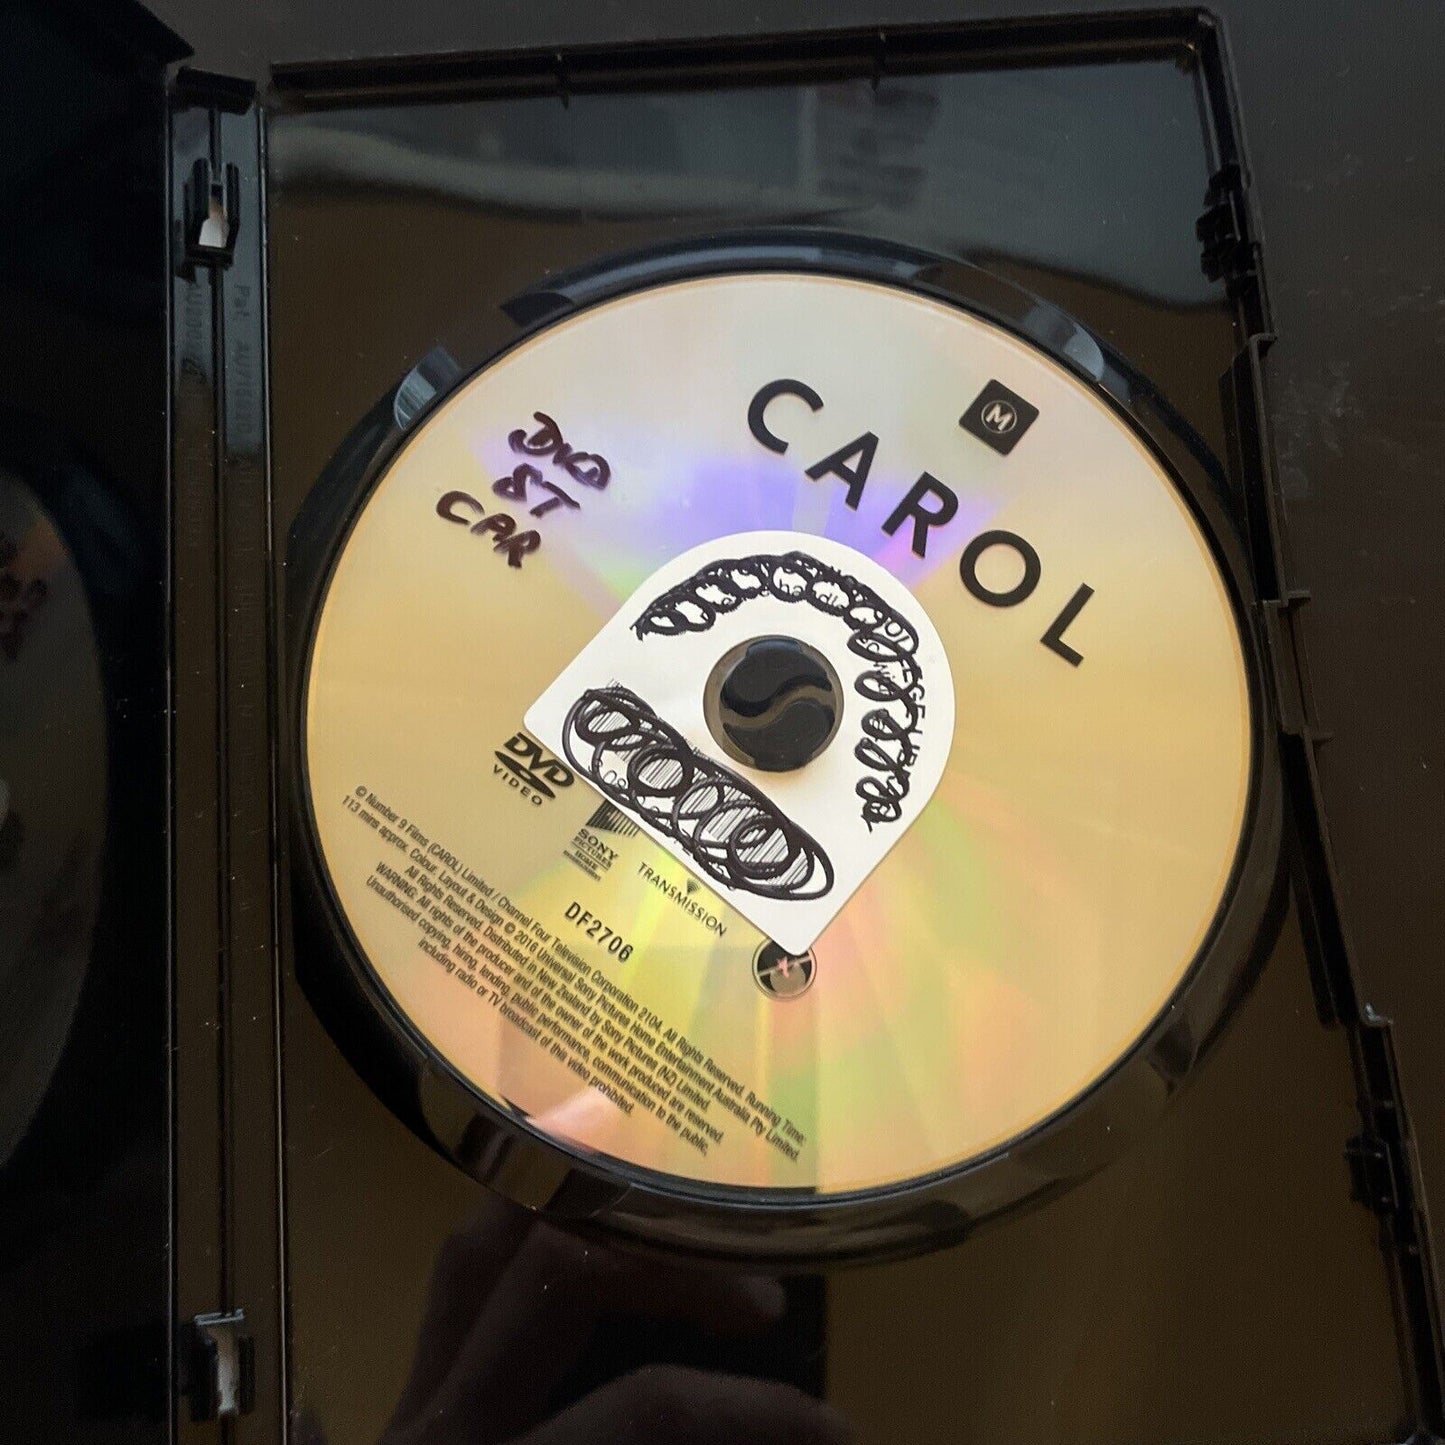 CAROL
M
DVD
ST
CAR
DVD
VIDEO
SONY
PICTURES
HOME
TRANSMISSION
DF2706
© Number 9 Films (CAROL) Limited / Channel Four Television Corporation 2104. All Rights Reserved. Running Time:
113 mins approx. Colour. Layout & Design © 2016 Universal Sony Pictures Home Entertainment Australia Pty Limited.
All Rights Reserved. Distributed in New Zealand by Sony Pictures (NZ) Limited.
WARNING: All rights of the producer and of the owner of the work produced are reserved.
Unauthorised copying, hiring, lending, public performance, communication to the public,
including radio or TV broadcast of this video prohibited.